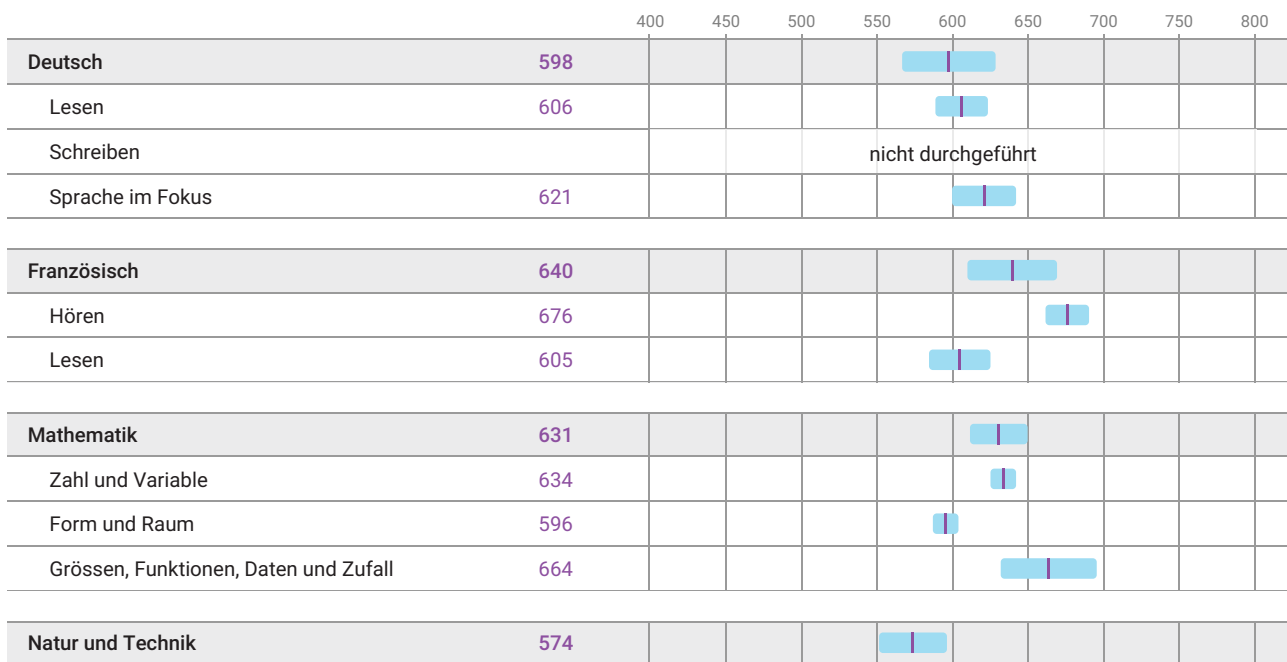 400 450 500 550 600 650 700 750 800
Deutsch 598
Lesen 606
Schreiben nicht durchgeführt
Sprache im Fokus 621
Französisch 640
Hören 676
Lesen 605
Mathematik 631
Zahl und Variable 634
Form und Raum 596
Grössen, Funktionen, Daten und Zufall 664
Natur und Technik 574